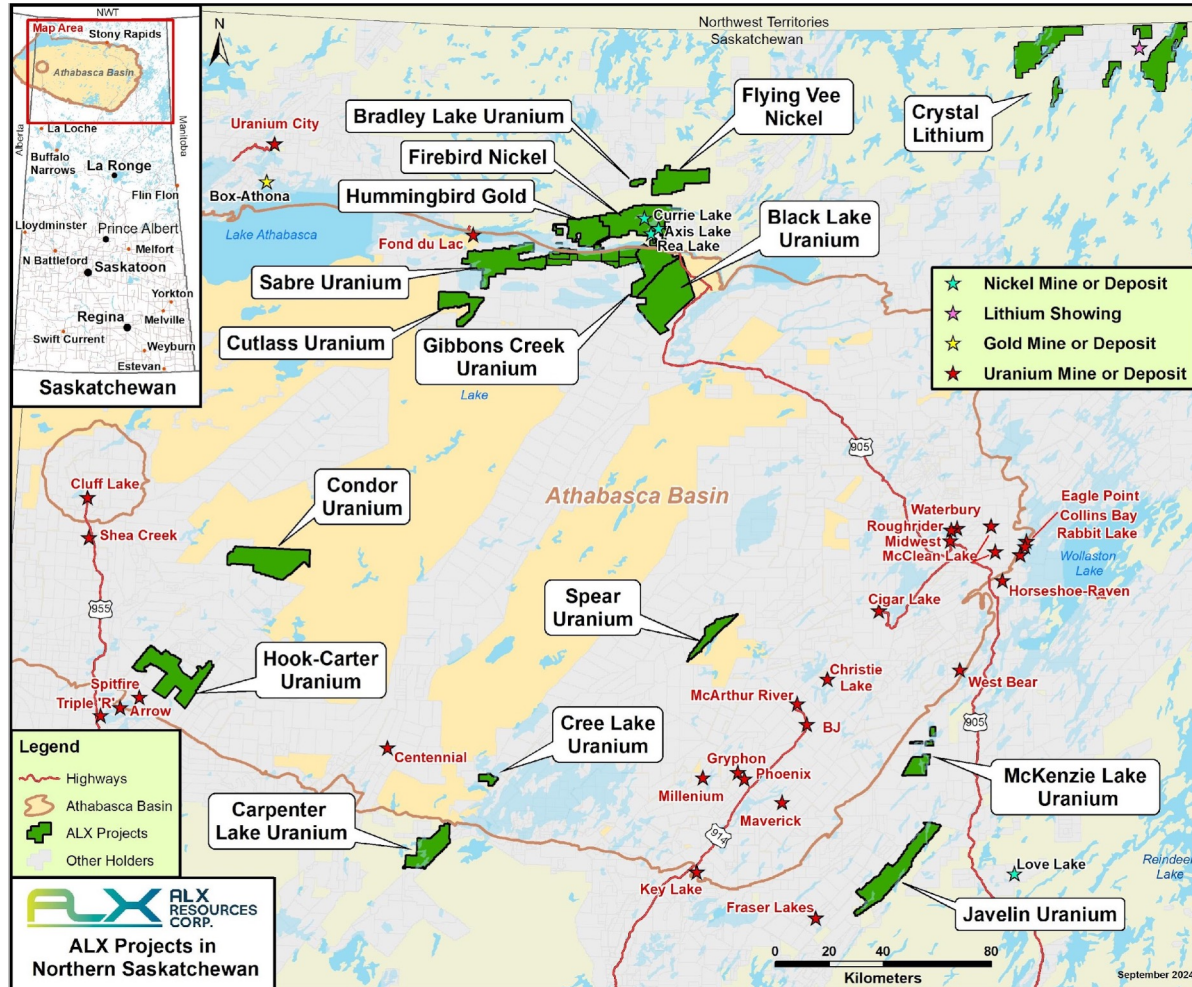 NWT
Map Area
Stony Rapids
Athabasca Basin
Alberta
Manitoba
La Loche
Buffalo
Narrows
La Ronge
Flin Flon
Lloydminster
Prince Albert
N Battleford
Melfort
Saskatoon
Yorkton
Regina
Melville
Swift Current
Weyburn
Estevan
Saskatchewan
N
Northwest Territories
Saskatchewan
Uranium City
Box-Athona
Lake Athabasca
Fond du Lac
Bradley Lake Uranium
Flying Vee
Nickel
Firebird Nickel
Hummingbird Gold
Currie Lake
Axis Lake
Rea Lake
Black Lake
Uranium
Crystal
Lithium
Sabre Uranium
Cutlass Uranium
Gibbons Creek
Uranium
Lake
Nickel Mine or Deposit
Lithium Showing
Gold Mine or Deposit
Uranium Mine or Deposit
905
Cluff Lake
Shea Creek
Condor
Uranium
Athabasca Basin
Waterbury
Roughrider
Midwest
McClean Lake
Eagle Point
Collins Bay
Rabbit Lake
Wollaston
Lake
Horseshoe-Raven
Cigar Lake
955
Spear
Uranium
Hook-Carter
Uranium
Spitfire
Triple 'R'
Arrow
Christie
Lake
McArthur River
BJ
West Bear
905
Centennial
Cree Lake
Uranium
Gryphon
Phoenix
Millenium
Maverick
McKenzie Lake
Uranium
Carpenter
Lake Uranium
914
Key Lake
Fraser Lakes
Love Lake
Reindeer
Lake
Javelin Uranium
Legend
Highways
Athabasca Basin
ALX Projects
Other Holders
ALX
ALX
RESOURCES
CORP.
ALX Projects in
Northern Saskatchewan
0 20 40 60 80
Kilometers
September 2024